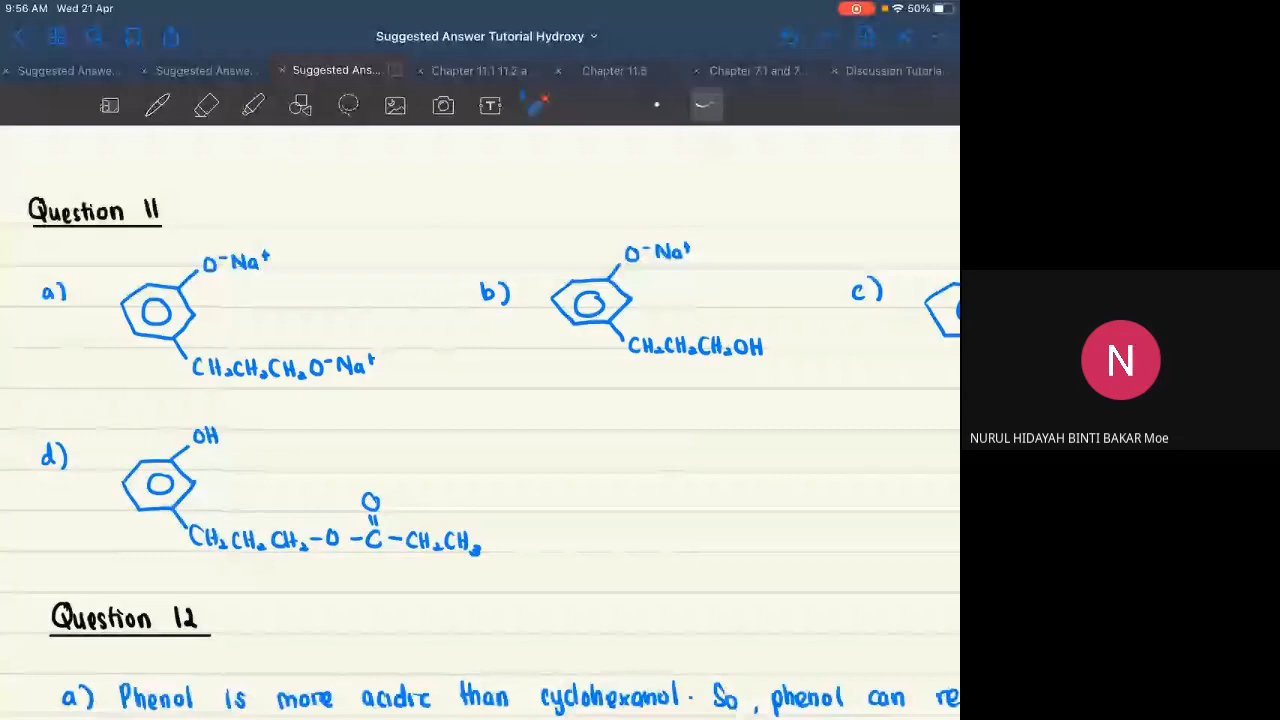 9:56 AM Wed 21 Apr
50%
Suggested Answer Tutorial Hydroxy
Suggested Answe...
Suggested Answe...
Suggested Ans...
Chapter 11.1 11.2 a...
Chapter 11.5
Chapter 7.1 and 7...
Discussion Tutoria
Question 11
a)
O⁻Na⁺
CH₂CH₂CH₂O⁻Na⁺
b)
O⁻Na⁺
CH₂CH₂CH₂OH
c)
d)
OH
O
CH₂CH₂CH₂-O-C-CH₂CH₃
Question 12
a) Phenol is more acidic than cyclohexanol. So, phenol can re
N
NURUL HIDAYAH BINTI BAKAR Moe